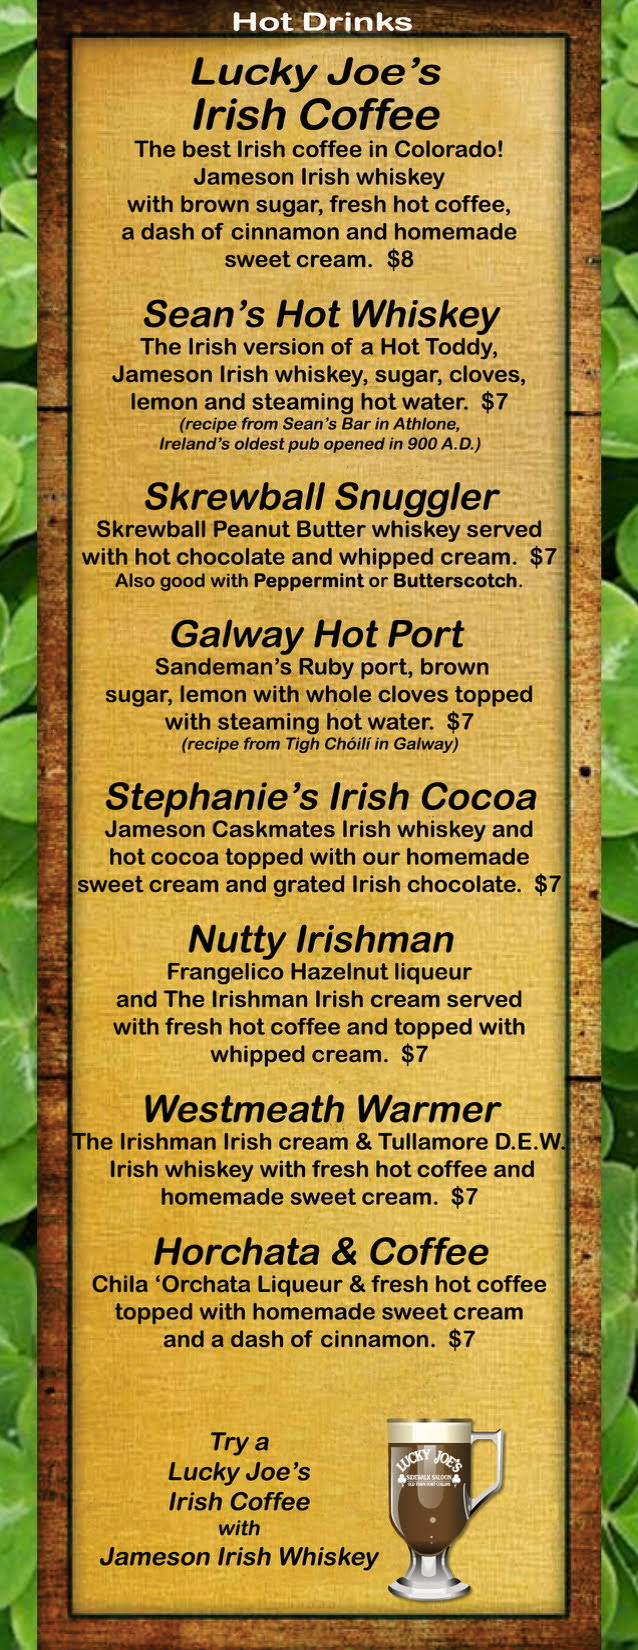 Hot Drinks
Lucky Joe's
Irish Coffee
The best Irish coffee in Colorado!
Jameson Irish whiskey
with brown sugar, fresh hot coffee,
a dash of cinnamon and homemade
sweet cream. $8
Sean's Hot Whiskey
The Irish version of a Hot Toddy,
Jameson Irish whiskey, sugar, cloves,
lemon and steaming hot water. $7
(recipe from Sean's Bar in Athlone,
Ireland's oldest pub opened in 900 A.D.)
Skrewball Snuggler
Skrewball Peanut Butter whiskey served
with hot chocolate and whipped cream. $7
Also good with Peppermint or Butterscotch.
Galway Hot Port
Sandeman's Ruby port, brown
sugar, lemon with whole cloves topped
with steaming hot water. $7
(recipe from Tigh Chóilí in Galway)
Stephanie's Irish Cocoa
Jameson Caskmates Irish whiskey and
hot cocoa topped with our homemade
sweet cream and grated Irish chocolate. $7
Nutty Irishman
Frangelico Hazelnut liqueur
and The Irishman Irish cream served
with fresh hot coffee and topped with
whipped cream. $7
Westmeath Warmer
The Irishman Irish cream & Tullamore D.E.W.
Irish whiskey with fresh hot coffee and
homemade sweet cream. $7
Horchata & Coffee
Chila ‘Orchata Liqueur & fresh hot coffee
topped with homemade sweet cream
and a dash of cinnamon. $7
Try a
Lucky Joe's
Irish Coffee
with
Jameson Irish Whiskey
LUCKY JOE'S
SIDEWALK SALOON
OLD TOWN FORT COLLINS